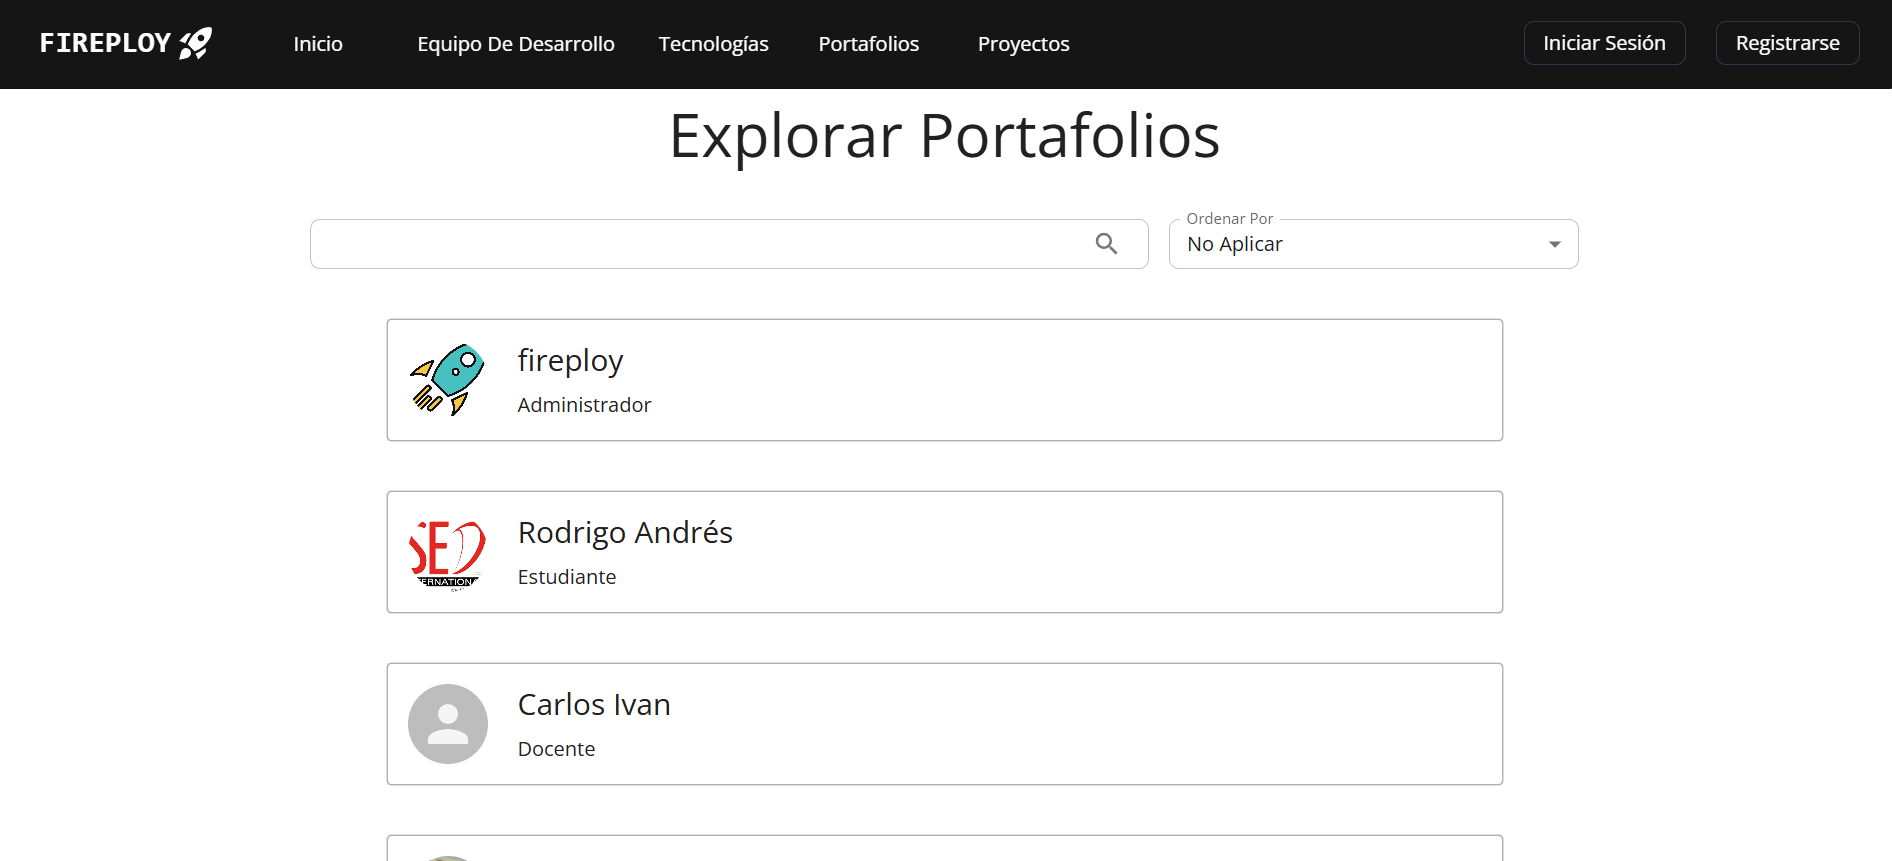 FIREPLOY
Inicio
Equipo De Desarrollo
Tecnologías
Portafolios
Proyectos
Iniciar Sesión
Registrarse
Explorar Portafolios
Ordenar Por
No Aplicar
fireploy
Administrador
SED
ERNATIONA
Rodrigo Andrés
Estudiante
Carlos Ivan
Docente